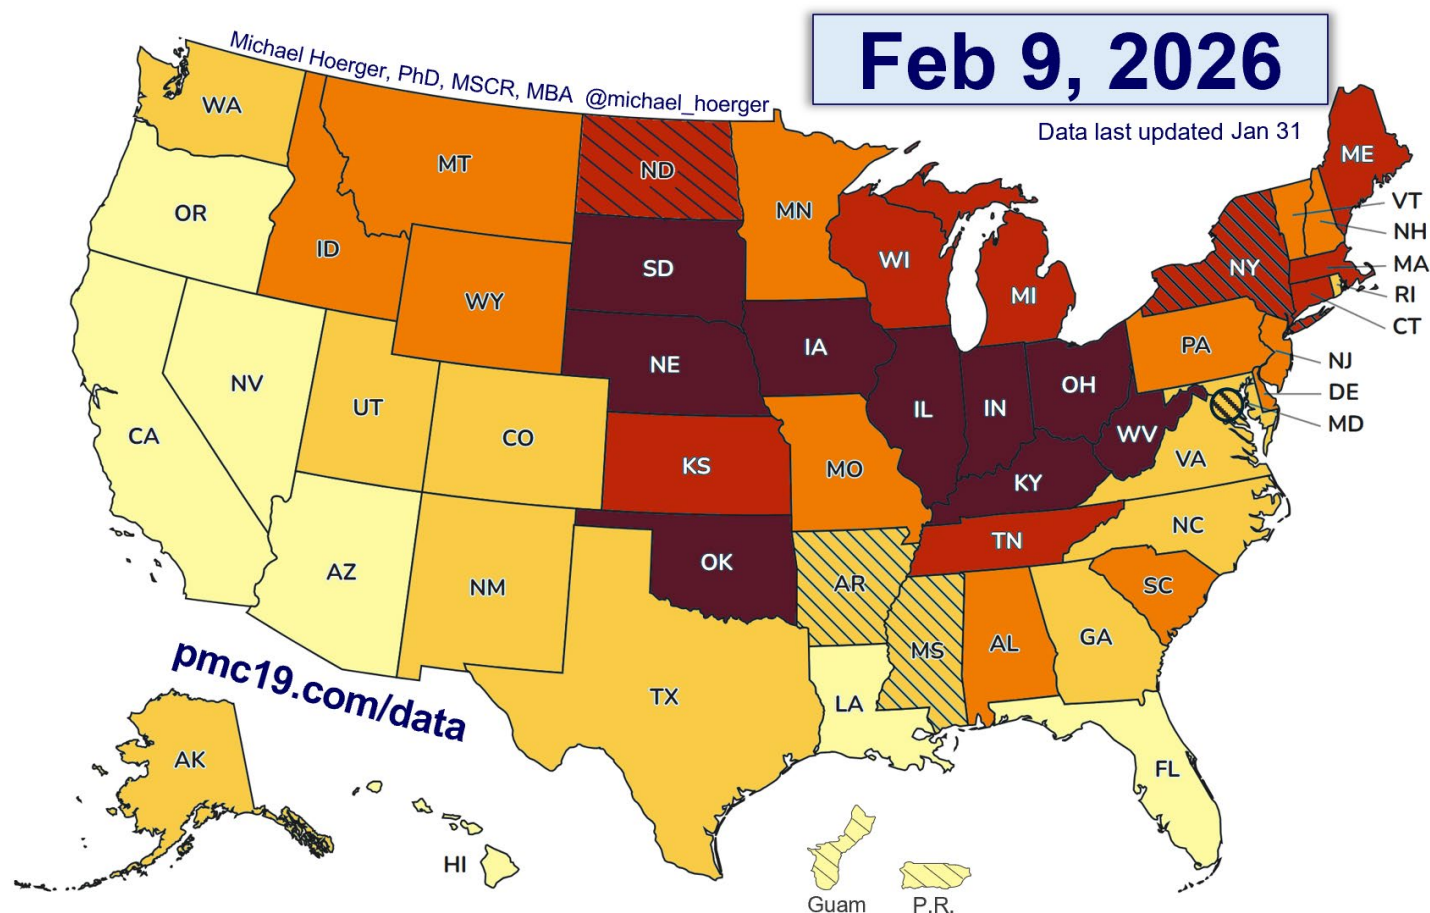 Feb 9, 2026
Michael Hoerger, PhD, MSCR, MBA @michael_hoerger
Data last updated Jan 31
WA
MT
ND
MN
ME
VT
NH
MA
RI
CT
OR
ID
WY
SD
WI
MI
NY
NV
UT
CO
NE
IA
IL
IN
OH
PA
NJ
DE
MD
CA
KS
MO
KY
WV
VA
AZ
NM
OK
AR
TN
NC
SC
MS
AL
GA
TX
LA
FL
pmc19.com/data
AK
HI
Guam
P.R.